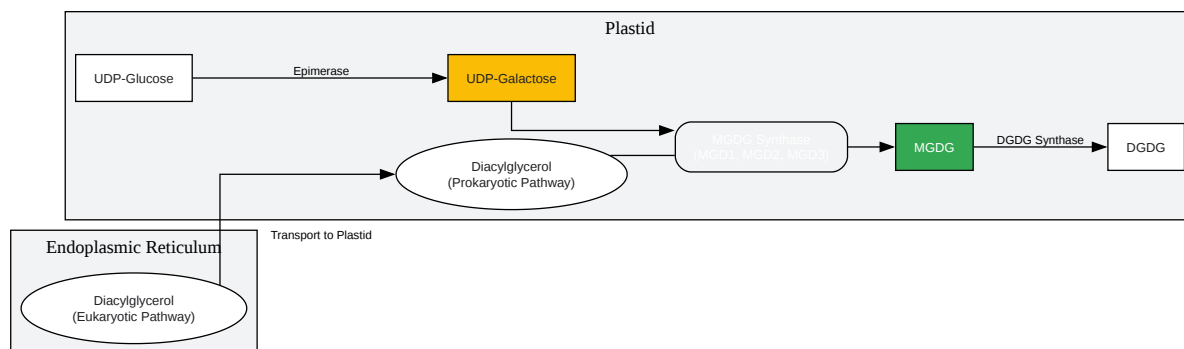 Plastid
UDP-Glucose
Epimerase
UDP-Galactose
MGDG Synthase
(MGD1, MGD2, MGD3)
MGDG
DGDG Synthase
DGDG
Diacylglycerol
(Prokaryotic Pathway)
Transport to Plastid
Endoplasmic Reticulum
Diacylglycerol
(Eukaryotic Pathway)